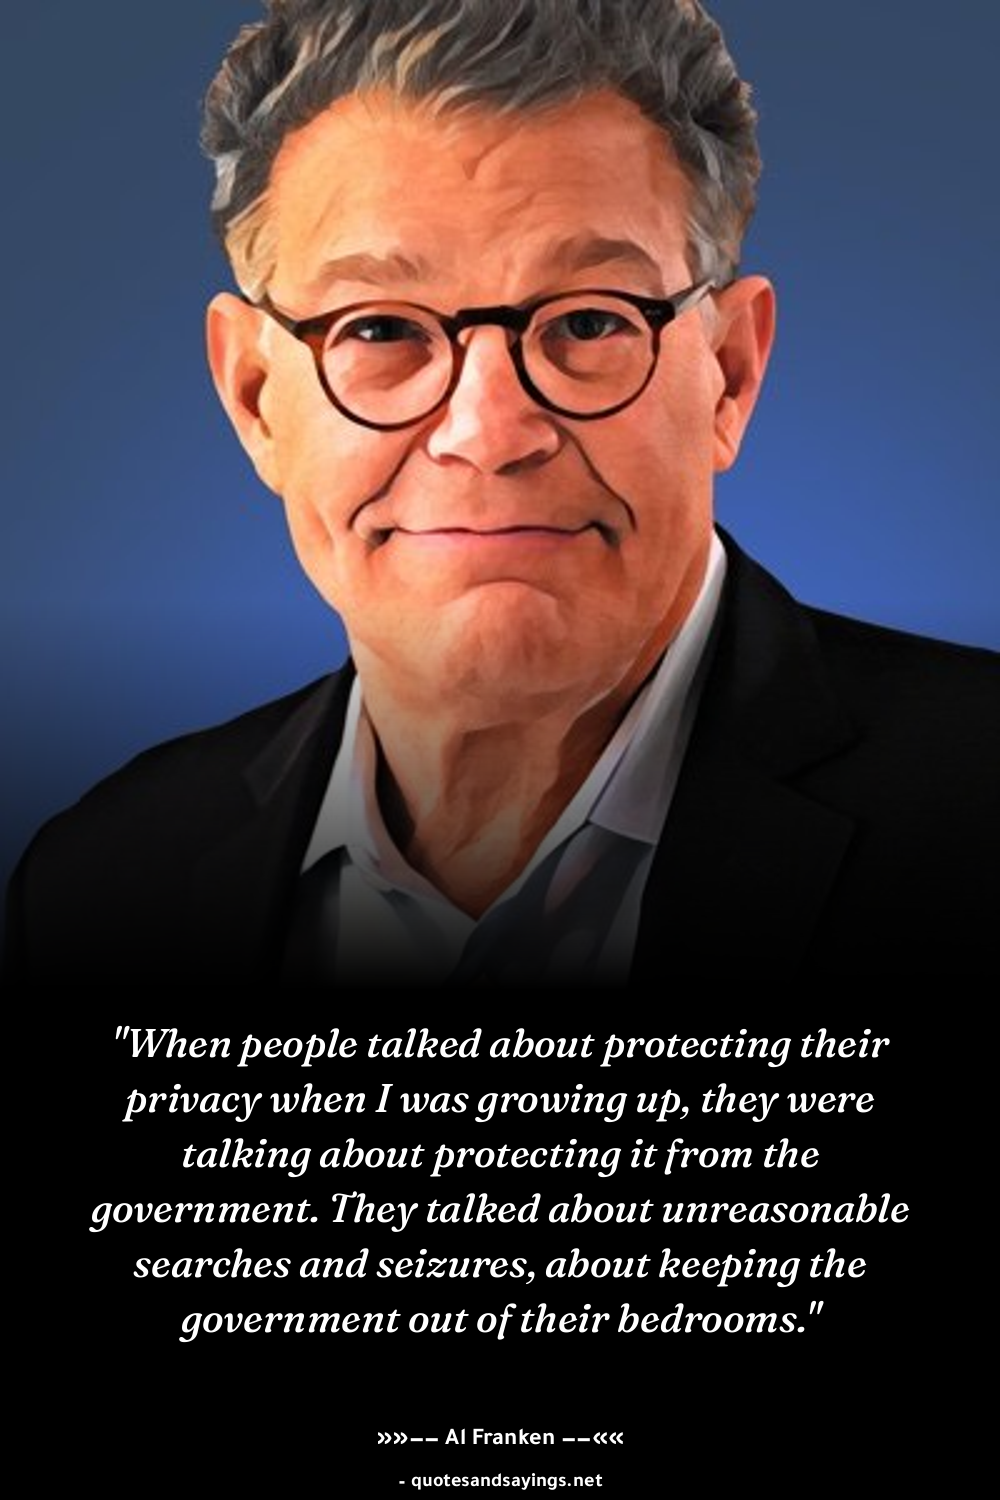 "When people talked about protecting their
privacy when I was growing up, they were
talking about protecting it from the
government. They talked about unreasonable
searches and seizures, about keeping the
government out of their bedrooms."
»»–– Al Franken ––««
- quotesandsayings.net